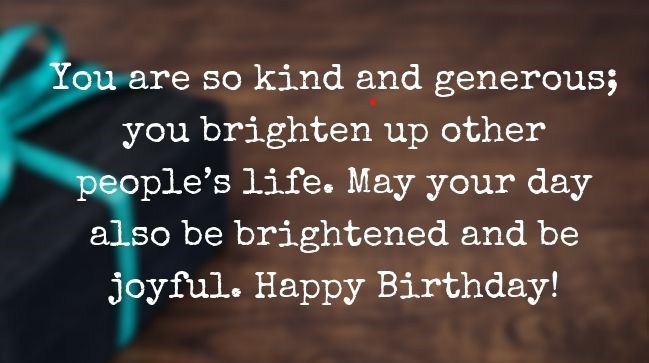 You are so kind and generous;
you brighten up other
people's life. May your day
also be brightened and be
joyful. Happy Birthday!